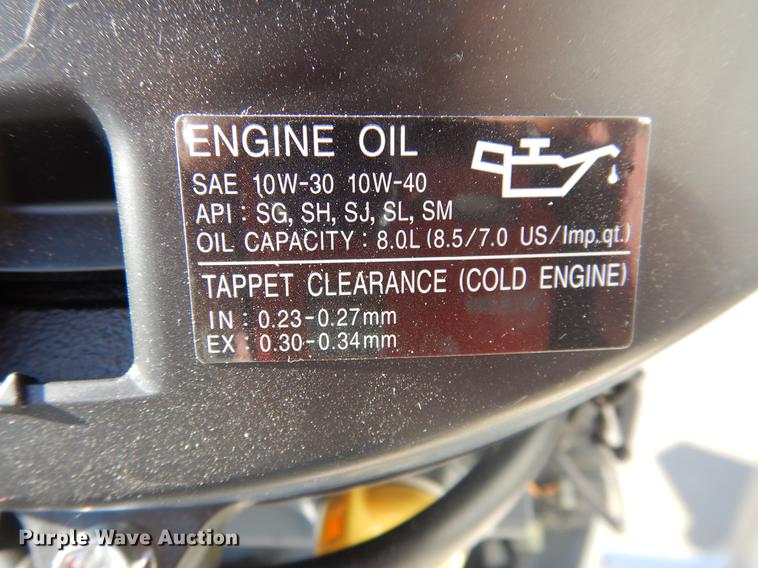 ENGINE OIL
SAE 10W-30 10W-40
API : SG, SH, SJ, SL, SM
OIL CAPACITY : 8.0L (8.5/7.0 US/Imp.qt.)
TAPPET CLEARANCE (COLD ENGINE)
IN : 0.23-0.27mm
EX : 0.30-0.34mm
Purple Wave Auction